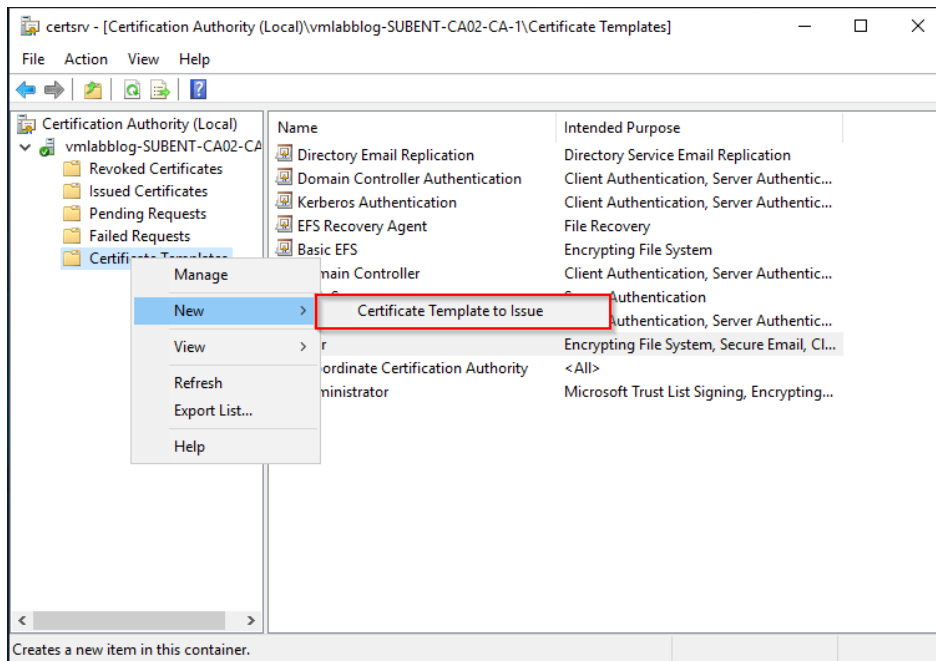 certsrv - [Certification Authority (Local)\vmlabblog-SUBENT-CA02-CA-1\Certificate Templates]
File Action View Help
Certification Authority (Local)
vmlabblog-SUBENT-CA02-CA
Revoked Certificates
Issued Certificates
Pending Requests
Failed Requests
Certificate Templates
Name Intended Purpose
Directory Email Replication Directory Service Email Replication
Domain Controller Authentication Client Authentication, Server Authentic...
Kerberos Authentication Client Authentication, Server Authentic...
EFS Recovery Agent File Recovery
Basic EFS Encrypting File System
main Controller Client Authentication, Server Authentic...
Authentication
Authentication, Server Authentic...
r Encrypting File System, Secure Email, Cl...
ordinate Certification Authority <All>
ministrator Microsoft Trust List Signing, Encrypting...
Manage
New
Certificate Template to Issue
View
Refresh
Export List...
Help
Creates a new item in this container.